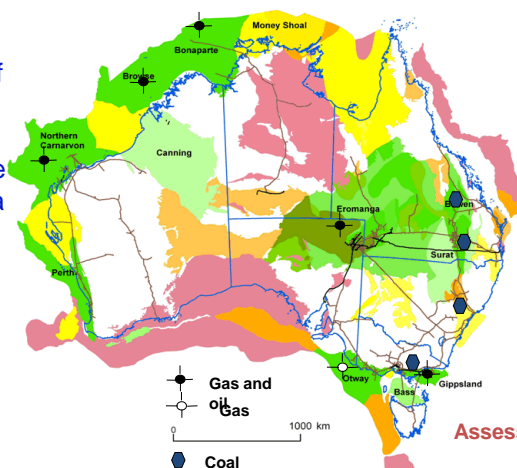 Money Shoal
Bonaparte
Browse
Northern
Carnarvon
Canning
Eromanga
Bowen
Surat
Perth
Otway
Gippsland
Bass
Gas and
oil
Gas
0
1000 km
Coal
Assess